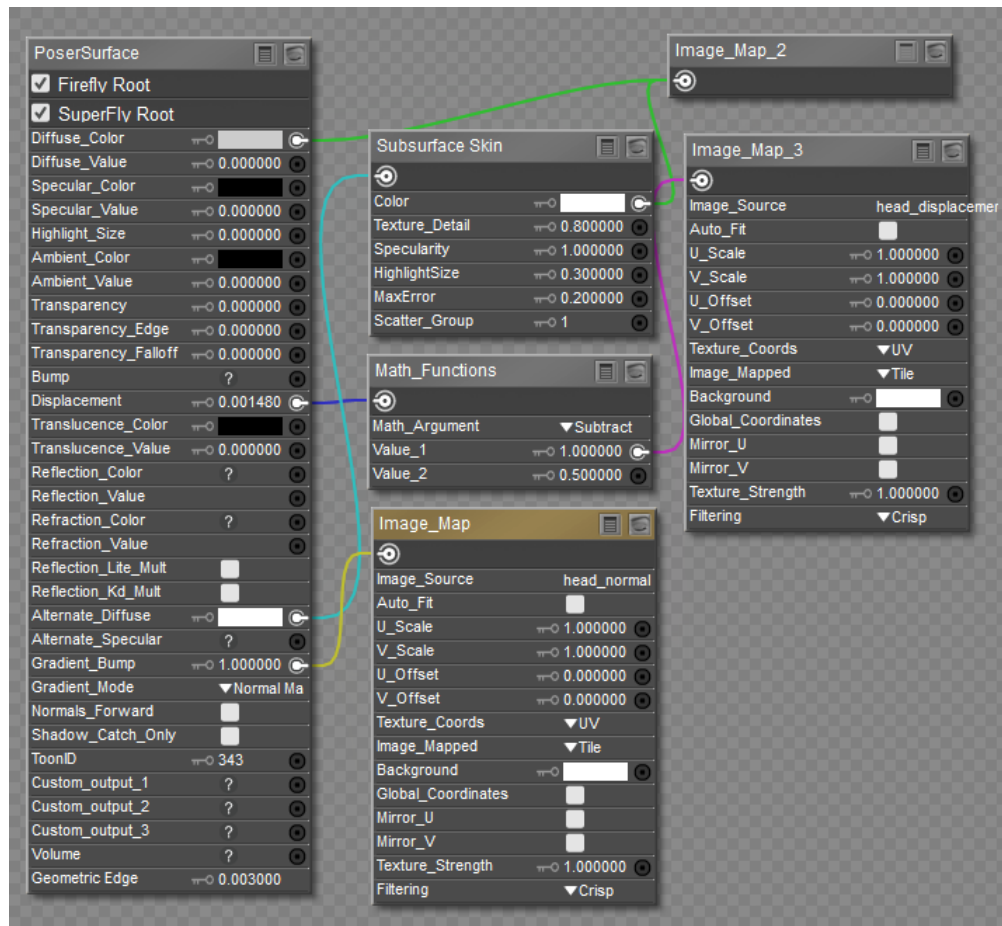 PoserSurface
Firefly Root
SuperFly Root
Diffuse_Color
Diffuse_Value 0.000000
Specular_Color
Specular_Value 0.000000
Highlight_Size 0.000000
Ambient_Color
Ambient_Value 0.000000
Transparency 0.000000
Transparency_Edge 0.000000
Transparency_Falloff 0.000000
Bump ?
Displacement 0.001480
Translucence_Color
Translucence_Value 0.000000
Reflection_Color ?
Reflection_Value
Refraction_Color ?
Refraction_Value
Reflection_Lite_Mult
Reflection_Kd_Mult
Alternate_Diffuse
Alternate_Specular ?
Gradient_Bump 1.000000
Gradient_Mode Normal Ma
Normals_Forward
Shadow_Catch_Only
ToonID 343
Custom_output_1 ?
Custom_output_2 ?
Custom_output_3 ?
Volume ?
Geometric Edge 0.003000
Subsurface Skin
Color
Texture_Detail 0.800000
Specularity 1.000000
HighlightSize 0.300000
MaxError 0.200000
Scatter_Group 1
Math_Functions
Math_Argument Subtract
Value_1 1.000000
Value_2 0.500000
Image_Map
Image_Source head_normal
Auto_Fit
U_Scale 1.000000
V_Scale 1.000000
U_Offset 0.000000
V_Offset 0.000000
Texture_Coords UV
Image_Mapped Tile
Background
Global_Coordinates
Mirror_U
Mirror_V
Texture_Strength 1.000000
Filtering Crisp
Image_Map_2
Image_Map_3
Image_Source head_displacemer
Auto_Fit
U_Scale 1.000000
V_Scale 1.000000
U_Offset 0.000000
V_Offset 0.000000
Texture_Coords UV
Image_Mapped Tile
Background
Global_Coordinates
Mirror_U
Mirror_V
Texture_Strength 1.000000
Filtering Crisp